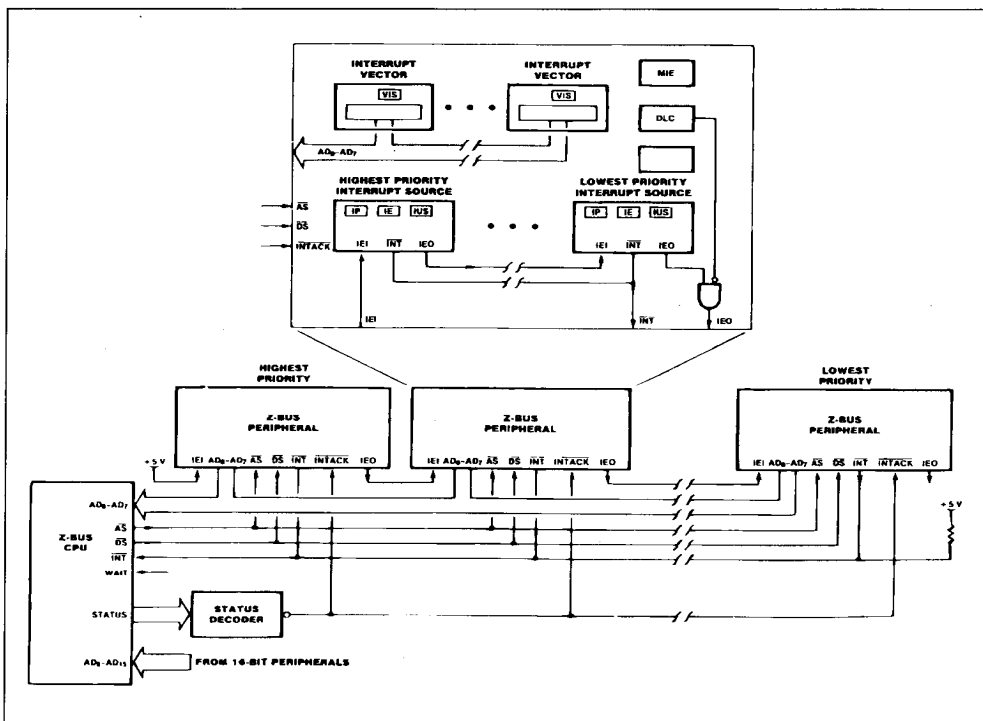 INTERRUPT
VECTOR
VIS
INTERRUPT
VECTOR
VIS
MIE
DLC
AD₀-AD₇
HIGHEST PRIORITY
INTERRUPT SOURCE
IP IE IUS
IEI INT IEO
LOWEST PRIORITY
INTERRUPT SOURCE
IP IE IUS
IEI INT IEO
AS
DS
INTACK
IEI
INT
IEO
HIGHEST
PRIORITY
Z-BUS
PERIPHERAL
IEI AD₀-AD₇ AS DS INT INTACK IEO
Z-BUS
PERIPHERAL
IEI AD₀-AD₇ AS DS INT INTACK IEO
LOWEST
PRIORITY
Z-BUS
PERIPHERAL
IEI AD₀-AD₇ AS DS INT INTACK IEO
+5 V
+5 V
Z-BUS
CPU
AD₀-AD₇
AS
DS
INT
WAIT
STATUS
STATUS
DECODER
AD₈-AD₁₅
FROM 16-BIT PERIPHERALS